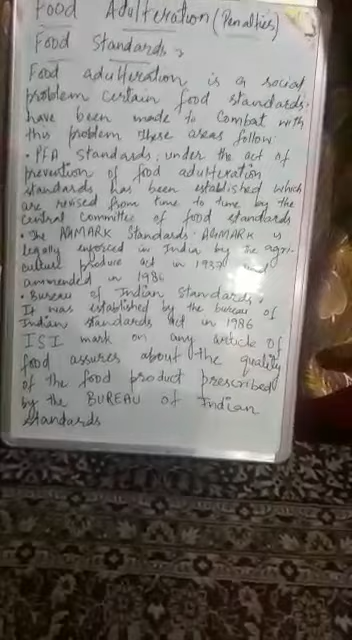 Food Adulteration (Penalties)
Food Standards
Food adulteration is a social
problem certain food standards.
have been made to combat with
this problem these areas follow:
• PFA Standards: under the act of
prevention of food adulteration
standards has been established which
are revised from time to time by the
central committee of food standards
• The AGMARK Standards: AGMARK is
legally enforced in India by the agri-
culture produce act in 1937 and
ammended in 1986
• Bureau of Indian Standards.
It was established by the bureau of
Indian standards Act in 1986
ISI mark on any article of
food assures about the quality
of the food product prescribed
by the BUREAU of Indian
Standards